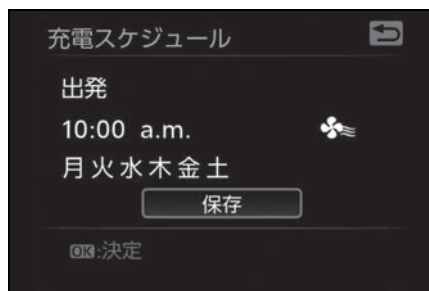 充電スケジュール
出発
10:00 a.m.
月火水木金土
保存
OK:決定